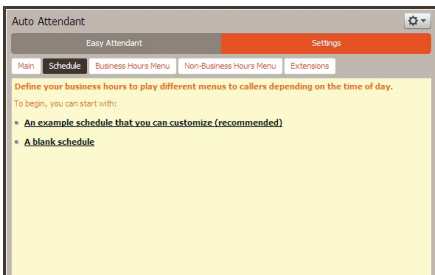 Auto Attendant
Easy Attendant
Settings
Main
Schedule
Business Hours Menu
Non-Business Hours Menu
Extensions
Define your business hours to play different menus to callers depending on the time of day.
To begin, you can start with:
An example schedule that you can customize (recommended)
A blank schedule